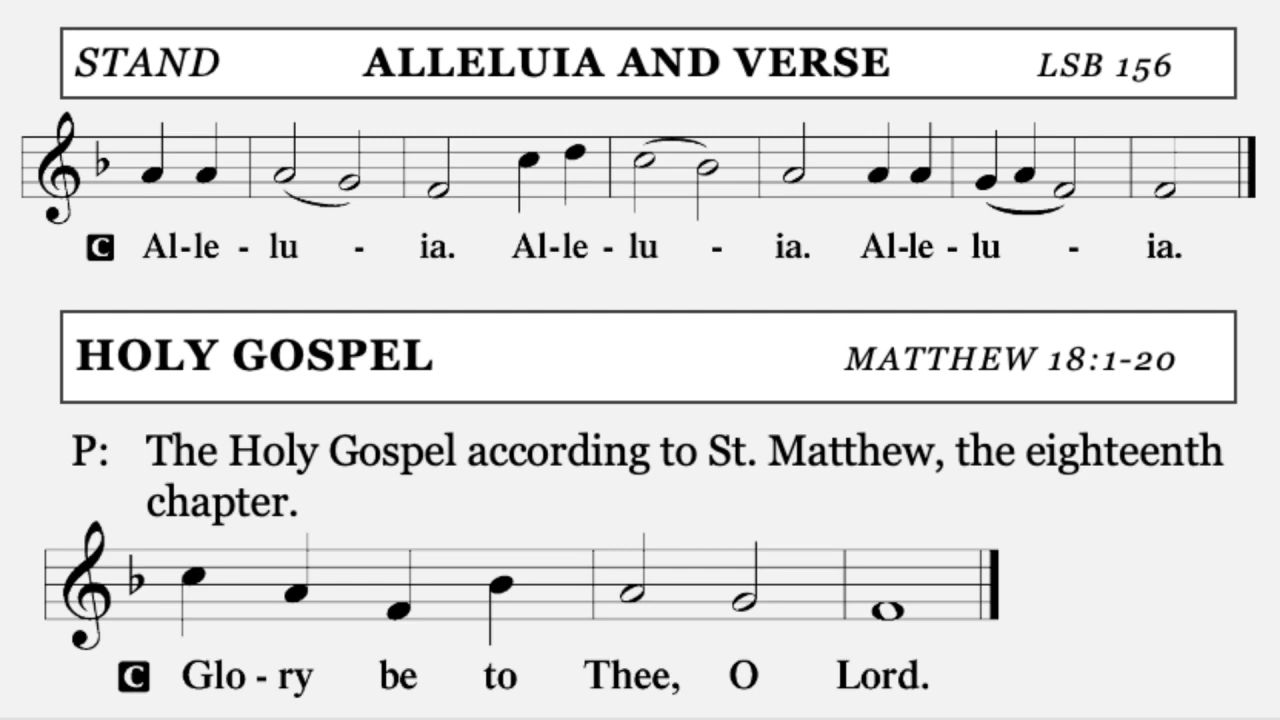 STAND ALLELUIA AND VERSE LSB 156
C Al-le - lu - ia. Al-le - lu - ia. Al-le - lu - ia.
HOLY GOSPEL MATTHEW 18:1-20
P: The Holy Gospel according to St. Matthew, the eighteenth
chapter.
C Glo - ry be to Thee, O Lord.